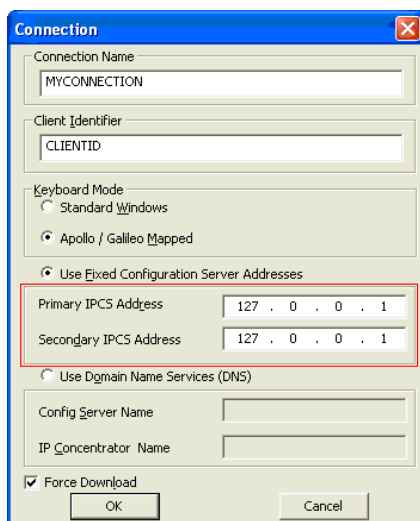 Connection
Connection Name
MYCONNECTION
Client Identifier
CLIENTID
Keyboard Mode
Standard Windows
Apollo / Galileo Mapped
Use Fixed Configuration Server Addresses
Primary IPCS Address 127 . 0 . 0 . 1
Secondary IPCS Address 127 . 0 . 0 . 1
Use Domain Name Services (DNS)
Config Server Name
IP Concentrator Name
Force Download
OK Cancel